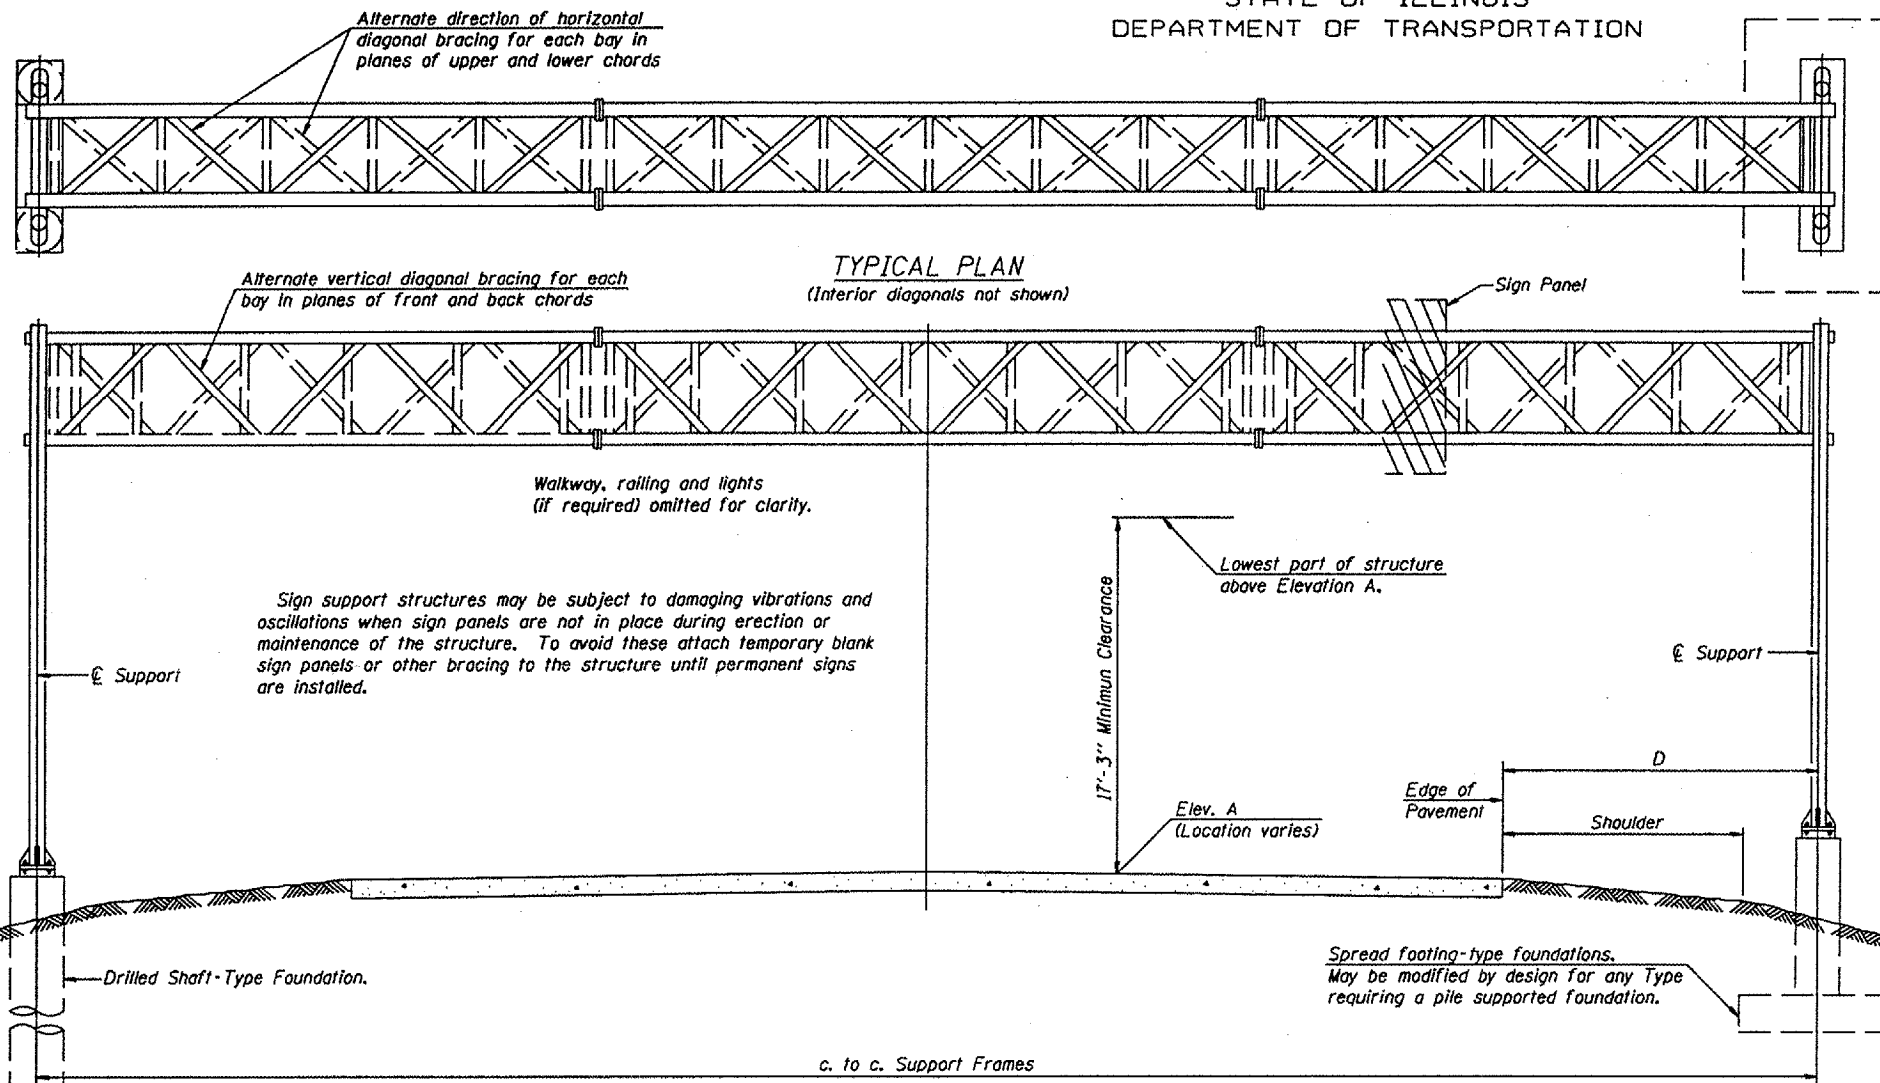 STATE OF ILLINOIS
DEPARTMENT OF TRANSPORTATION
Alternate direction of horizontal
diagonal bracing for each bay in
planes of upper and lower chords
TYPICAL PLAN
(Interior diagonals not shown)
Alternate vertical diagonal bracing for each
bay in planes of front and back chords
Sign Panel
Walkway, railing and lights
(if required) omitted for clarity.
Lowest part of structure
above Elevation A.
Sign support structures may be subject to damaging vibrations and
oscillations when sign panels are not in place during erection or
maintenance of the structure. To avoid these attach temporary blank
sign panels or other bracing to the structure until permanent signs
are installed.
℄ Support
℄ Support
17'-3" Minimun Clearance
D
Edge of
Pavement
Shoulder
Elev. A
(Location varies)
Drilled Shaft-Type Foundation.
Spread footing-type foundations.
May be modified by design for any Type
requiring a pile supported foundation.
c. to c. Support Frames